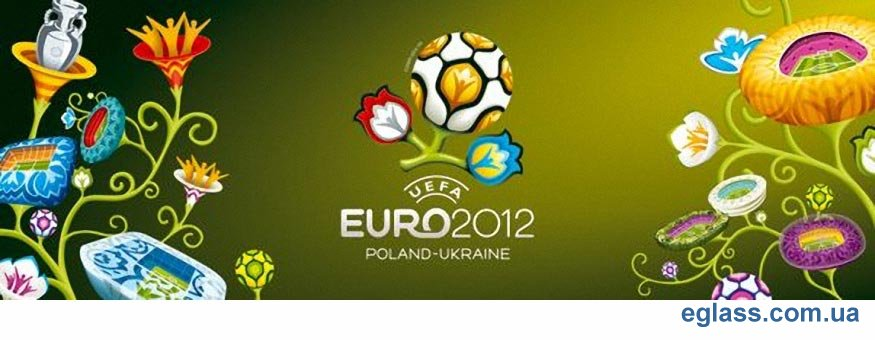 UEFA
EURO2012
POLAND-UKRAINE
eglass.com.ua